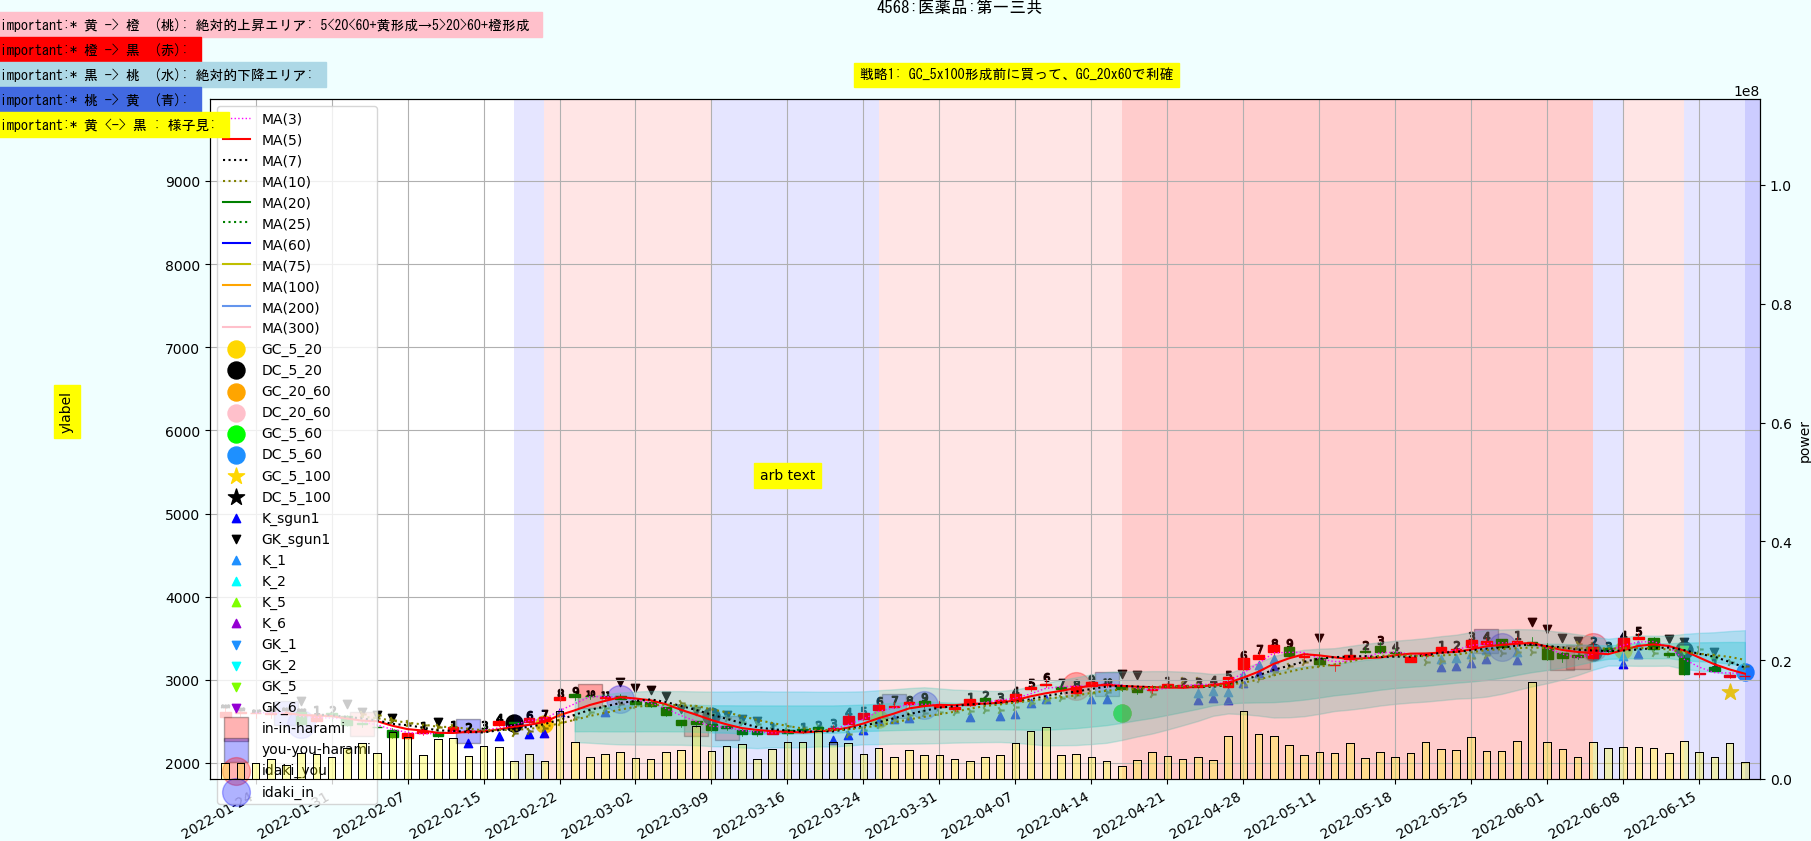 4568:医薬品:第一三共
important:* 黄 -> 橙 (桃): 絶対的上昇エリア: 5<20<60+黄形成→5>20>60+橙形成
important:* 橙 -> 黒 (赤):
important:* 黒 -> 桃 (水): 絶対的下降エリア:
important:* 桃 -> 黄 (青):
important:* 黄 <-> 黒 : 様子見:
戦略1: GC_5x100形成前に買って、GC_20x60で利確
1e8
MA(3)
MA(5)
MA(7)
MA(10)
MA(20)
MA(25)
MA(60)
MA(75)
MA(100)
MA(200)
MA(300)
GC_5_20
DC_5_20
GC_20_60
DC_20_60
GC_5_60
DC_5_60
GC_5_100
DC_5_100
K_sgun1
GK_sgun1
K_1
K_2
K_5
K_6
GK_1
GK_2
GK_5
GK_6
in-in-harami
you-you-harami
idaki_you
idaki_in
ylabel
arb text
power
9000
8000
7000
6000
5000
4000
3000
2000
1.0
0.8
0.6
0.4
0.2
0.0
2022-01-24
2022-01-31
2022-02-07
2022-02-15
2022-02-22
2022-03-02
2022-03-09
2022-03-16
2022-03-24
2022-03-31
2022-04-07
2022-04-14
2022-04-21
2022-04-28
2022-05-11
2022-05-18
2022-05-25
2022-06-01
2022-06-08
2022-06-15